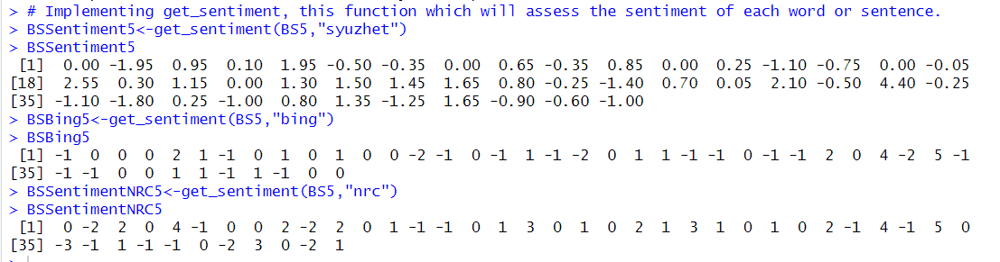 > # Implementing get_sentiment, this function which will assess the sentiment of each word or sentence.
> BSSentiment5<-get_sentiment(BS5,"syuzhet")
> BSSentiment5
[1] 0.00 -1.95 0.95 0.10 1.95 -0.50 -0.35 0.00 0.65 -0.35 0.85 0.00 0.25 -1.10 -0.75 0.00 -0.05
[18] 2.55 0.30 1.15 0.00 1.30 1.50 1.45 1.65 0.80 -0.25 -1.40 0.70 0.05 2.10 -0.50 4.40 -0.25
[35] -1.10 -1.80 0.25 -1.00 0.80 1.35 -1.25 1.65 -0.90 -0.60 -1.00
> BSBing5<-get_sentiment(BS5,"bing")
> BSBing5
[1] -1 0 0 0 2 1 -1 0 1 0 1 0 0 -2 -1 0 -1 1 -1 -2 0 1 1 -1 -1 0 -1 -1 2 0 4 -2 5 -1
[35] -1 -1 0 0 1 1 -1 1 -1 0 0
> BSSentimentNRC5<-get_sentiment(BS5,"nrc")
> BSSentimentNRC5
[1] 0 -2 2 0 4 -1 0 0 2 -2 2 0 1 -1 -1 0 1 3 0 1 0 2 1 3 1 0 1 0 2 -1 4 -1 5 0
[35] -3 -1 1 -1 -1 0 -2 3 0 -2 1
>